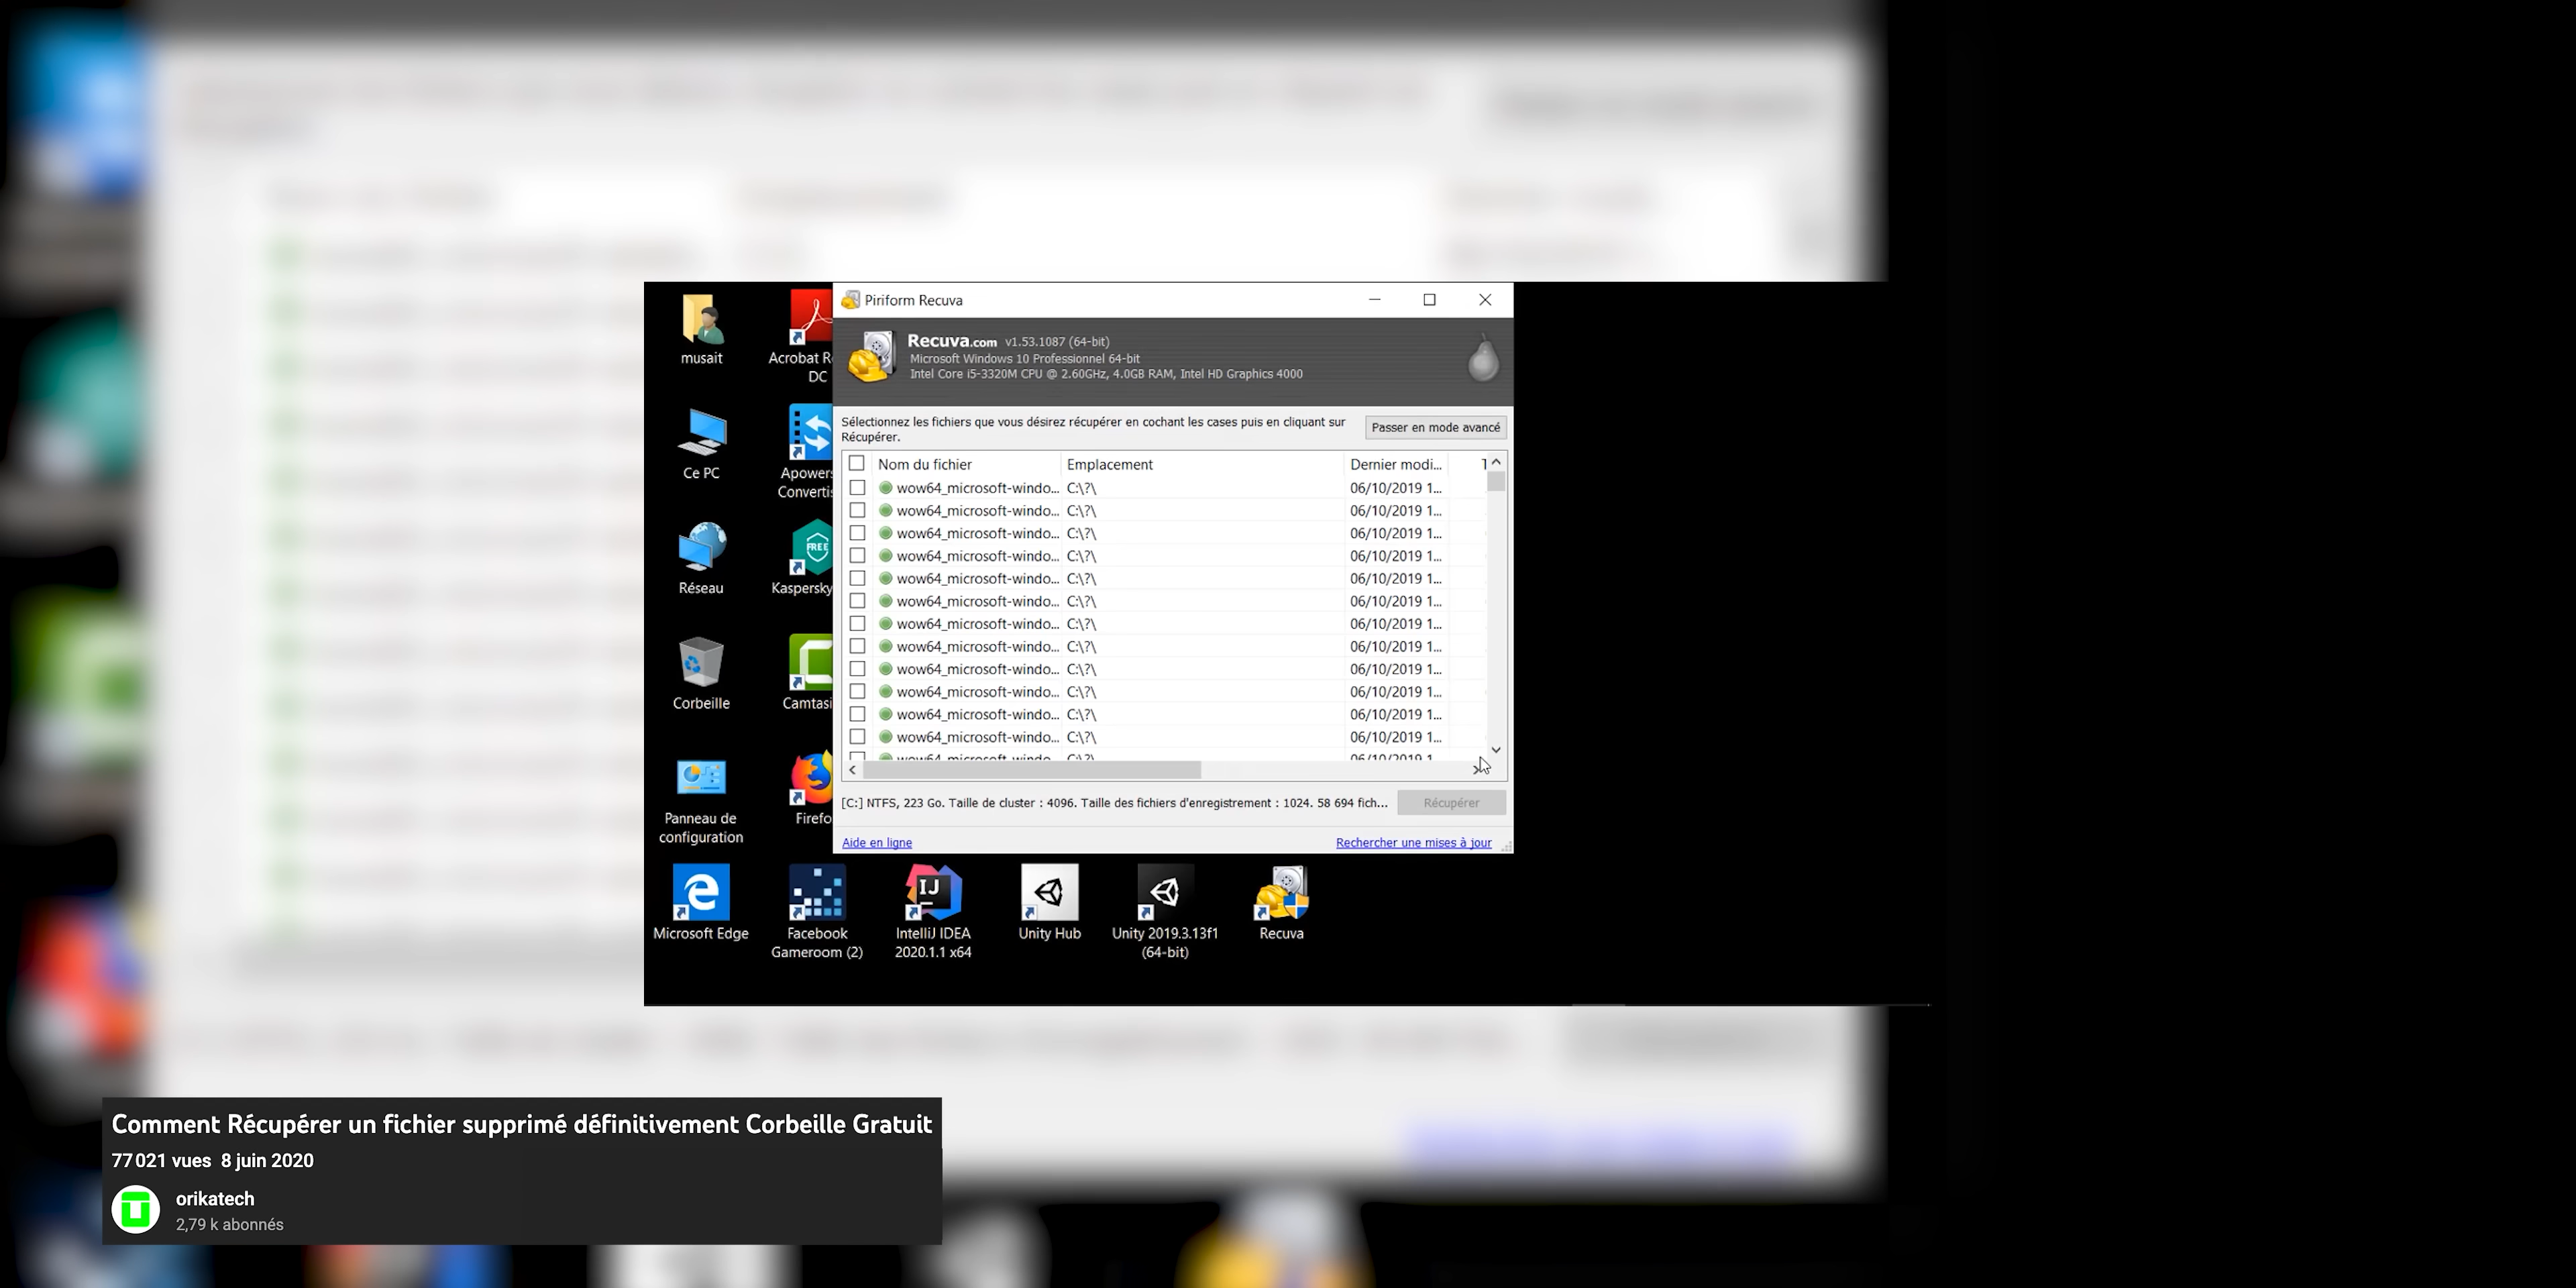 Piriform Recuva
Recuva.com v1.53.1087 (64-bit)
Microsoft Windows 10 Professionnel 64-bit
Intel Core i5-3320M CPU @ 2.60GHz, 4.0GB RAM, Intel HD Graphics 4000
Sélectionnez les fichiers que vous désirez récupérer en cochant les cases puis en cliquant sur
Récupérer.
Passer en mode avancé
Nom du fichier Emplacement Dernier modi...
wow64_microsoft-windo... C:\?\ 06/10/2019 1...
wow64_microsoft-windo... C:\?\ 06/10/2019 1...
wow64_microsoft-windo... C:\?\ 06/10/2019 1...
wow64_microsoft-windo... C:\?\ 06/10/2019 1...
wow64_microsoft-windo... C:\?\ 06/10/2019 1...
wow64_microsoft-windo... C:\?\ 06/10/2019 1...
wow64_microsoft-windo... C:\?\ 06/10/2019 1...
wow64_microsoft-windo... C:\?\ 06/10/2019 1...
wow64_microsoft-windo... C:\?\ 06/10/2019 1...
wow64_microsoft-windo... C:\?\ 06/10/2019 1...
wow64_microsoft-windo... C:\?\ 06/10/2019 1...
wow64_microsoft-windo... C:\?\ 06/10/2019 1...
[C:] NTFS, 223 Go. Taille de cluster : 4096. Taille des fichiers d'enregistrement : 1024. 58 694 fich...
Récupérer
Aide en ligne
Rechercher une mises à jour
musait
Acrobat R
DC
Ce PC
Apowers
Convertis
Réseau
FREE
Kaspersky
Corbeille
Camtasi
Panneau de
configuration
Firefo
Microsoft Edge
Facebook
Gameroom (2)
IJ
IntelliJ IDEA
2020.1.1 x64
Unity Hub
Unity 2019.3.13f1
(64-bit)
Recuva
Comment Récupérer un fichier supprimé définitivement Corbeille Gratuit
77 021 vues 8 juin 2020
orikatech
2,79 k abonnés